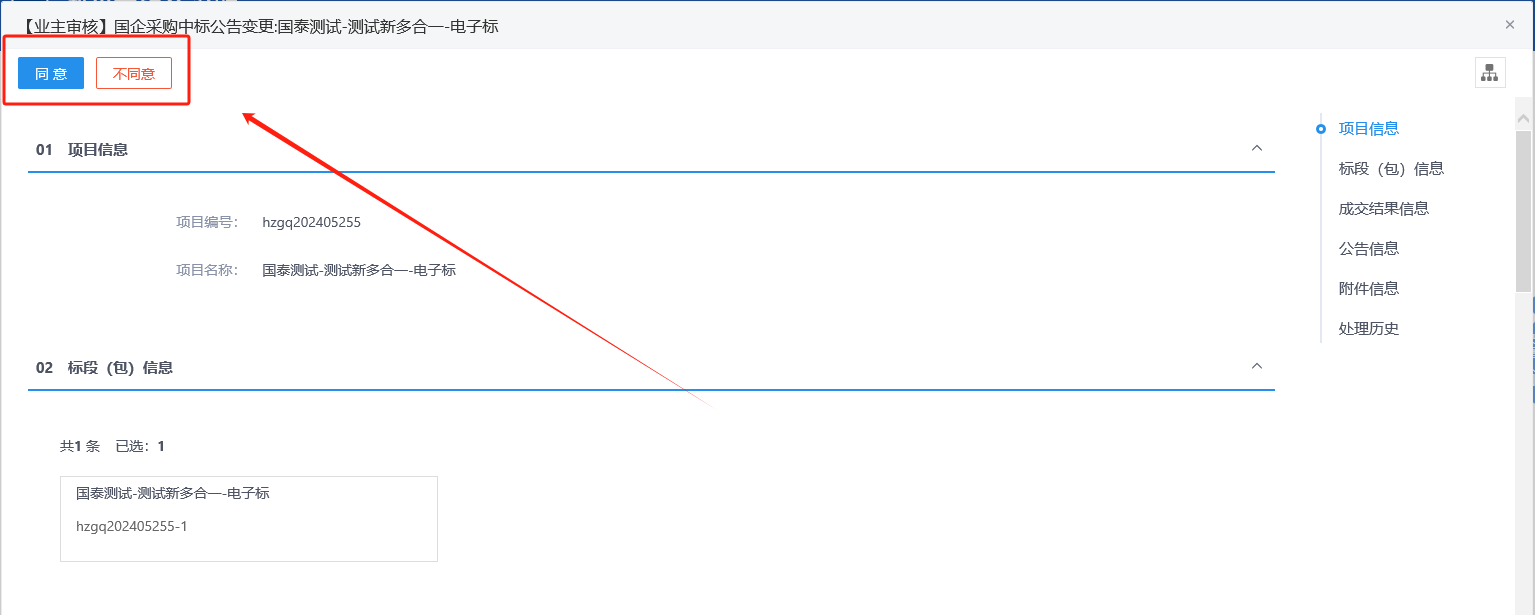 【业主审核】国企采购中标公告变更:国泰测试-测试新多合一-电子标
同意
不同意
01 项目信息
项目编号： hzgq202405255
项目名称： 国泰测试-测试新多合一-电子标
02 标段（包）信息
共1 条 已选：1
国泰测试-测试新多合一-电子标
hzgq202405255-1
项目信息
标段（包）信息
成交结果信息
公告信息
附件信息
处理历史